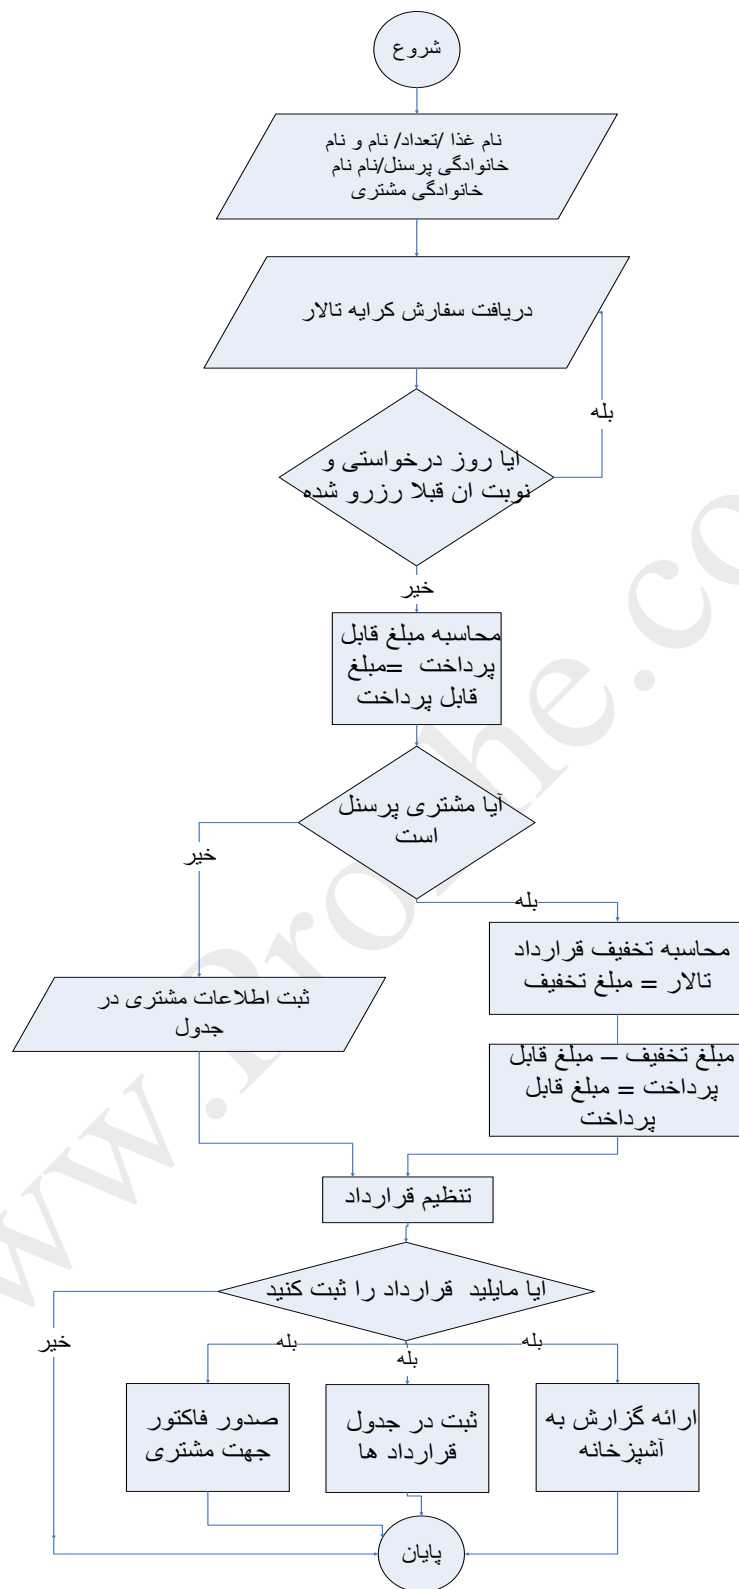 شروع
نام غذا /تعداد/ نام و نام
خانوادگی پرسنل/نام نام
خانوادگی مشتری
دریافت سفارش کرایه تالار
بله
ایا روز درخواستی و
نوبت ان قبلا رزرو شده
خیر
محاسبه مبلغ قابل
پرداخت =مبلغ
قابل پرداخت
آیا مشتری پرسنل
است
خیر
بله
محاسبه تخفیف قرارداد
تالار = مبلغ تخفیف
ثبت اطلاعات مشتری در
جدول
مبلغ تخفیف – مبلغ قابل
پرداخت = مبلغ قابل
پرداخت
تنظیم قرارداد
ایا مایلید قرارداد را ثبت کنید
خیر
بله
بله
بله
ارائه گزارش به
آشپزخانه
ثبت در جدول
قرارداد ها
صدور فاکتور
جهت مشتری
پایان